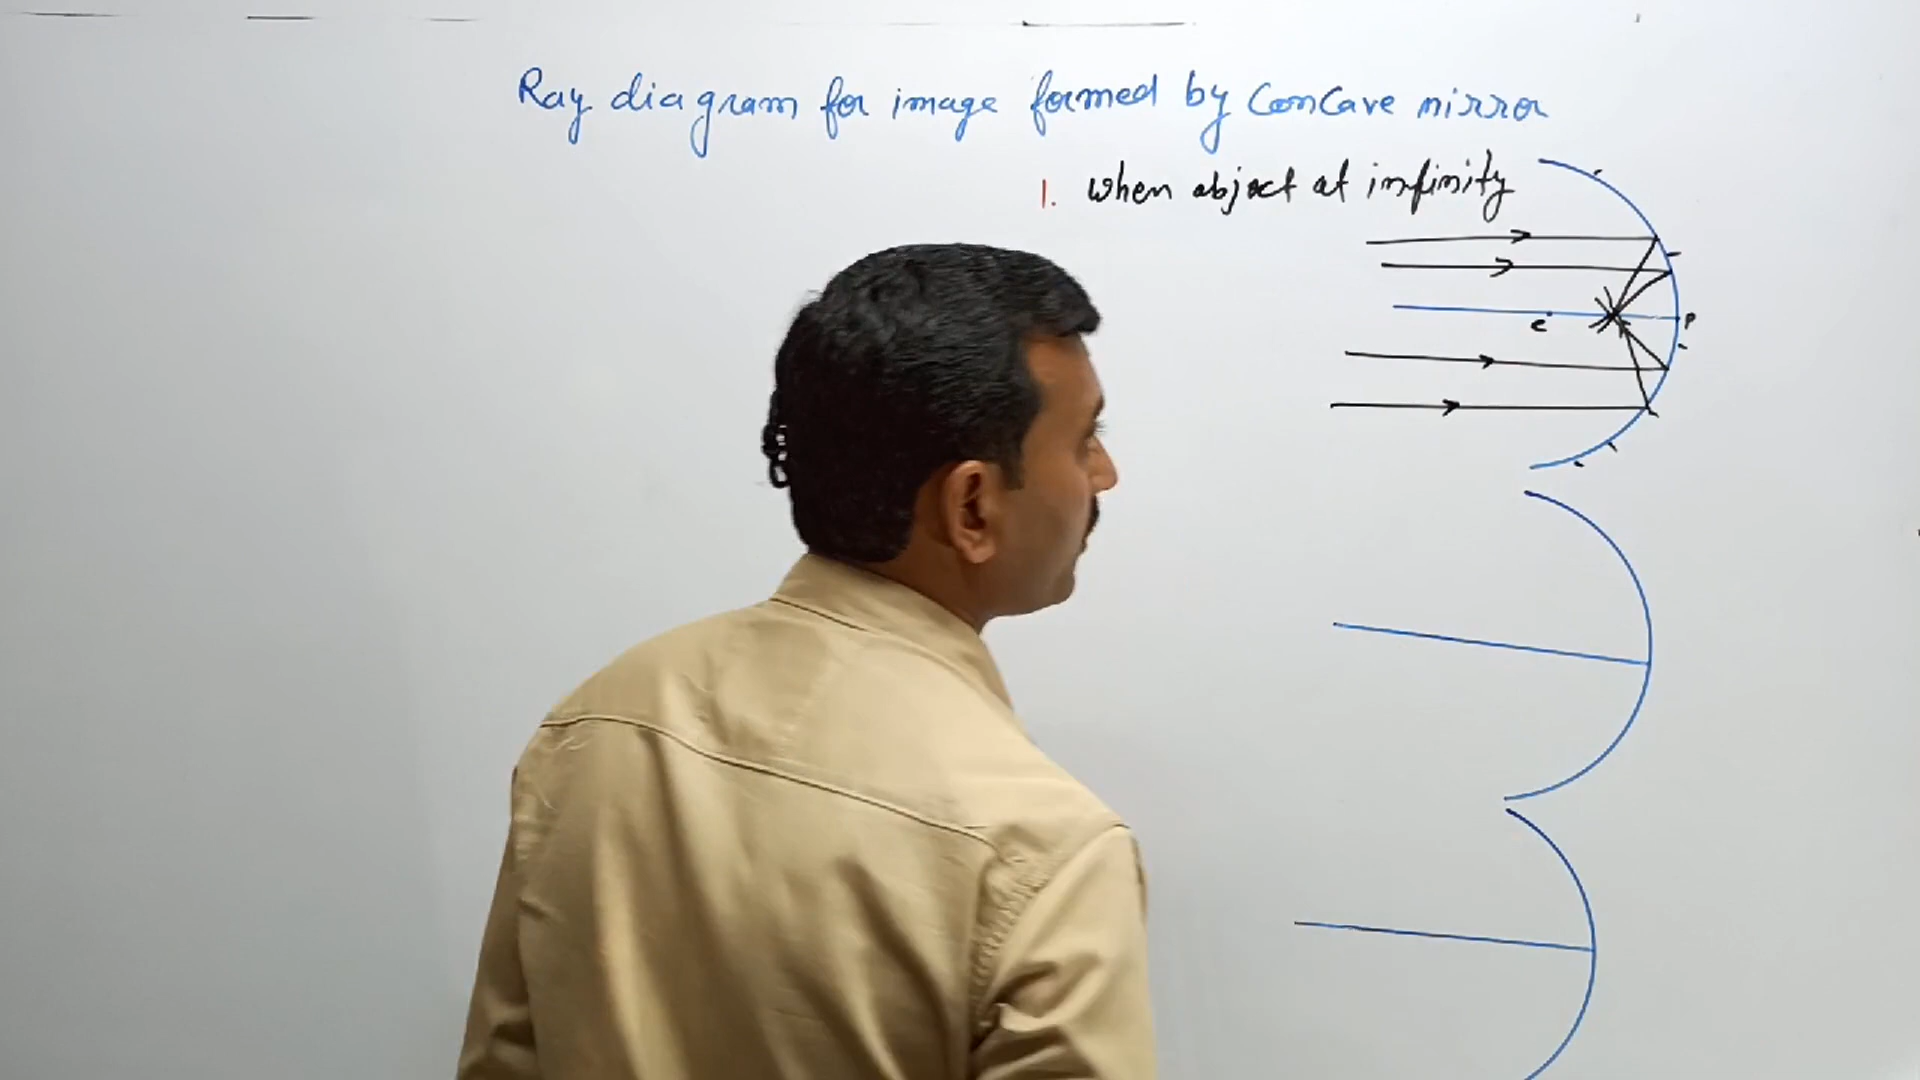 Ray diagram for image formed by Concave mirror
1. When object at infinity
C
P